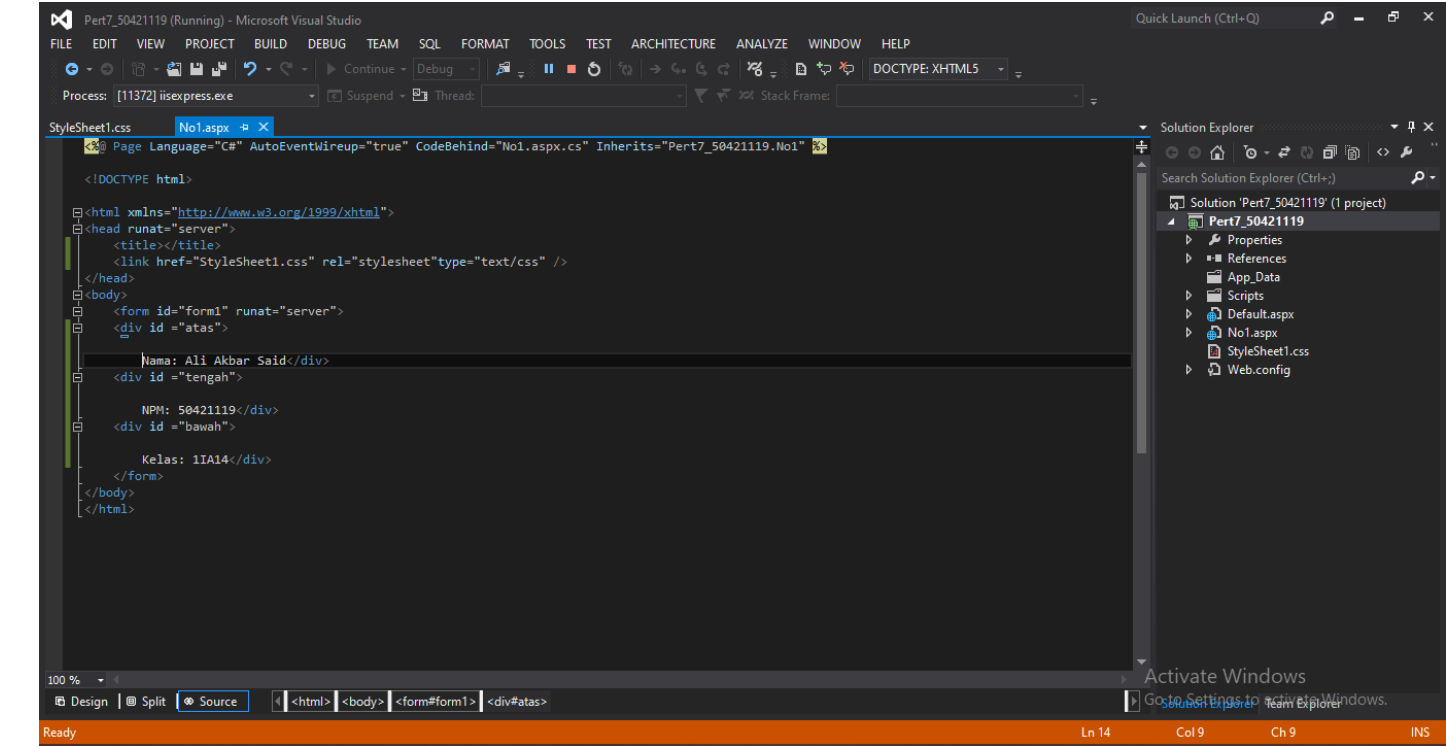 Pert7_50421119 (Running) - Microsoft Visual Studio
Quick Launch (Ctrl+Q)
FILE EDIT VIEW PROJECT BUILD DEBUG TEAM SQL FORMAT TOOLS TEST ARCHITECTURE ANALYZE WINDOW HELP
Continue Debug DOCTYPE: XHTML5
Process: [11372] iisexpress.exe Suspend Thread: Stack Frame:
StyleSheet1.css No1.aspx
<%@ Page Language="C#" AutoEventWireup="true" CodeBehind="No1.aspx.cs" Inherits="Pert7_50421119.No1" %>
<!DOCTYPE html>
<html xmlns="http://www.w3.org/1999/xhtml">
<head runat="server">
<title></title>
<link href="StyleSheet1.css" rel="stylesheet"type="text/css" />
</head>
<body>
<form id="form1" runat="server">
<div id ="atas">
Nama: Ali Akbar Said</div>
<div id ="tengah">
NPM: 50421119</div>
<div id ="bawah">
Kelas: 1IA14</div>
</form>
</body>
</html>
100 %
Design Split Source <html> <body> <form#form1> <div#atas>
Solution Explorer
Search Solution Explorer (Ctrl+;)
Solution 'Pert7_50421119' (1 project)
Pert7_50421119
Properties
References
App_Data
Scripts
Default.aspx
No1.aspx
StyleSheet1.css
Web.config
Activate Windows
Go to Settings to activate Windows.
Solution Explorer Team Explorer
Ready Ln 14 Col 9 Ch 9 INS